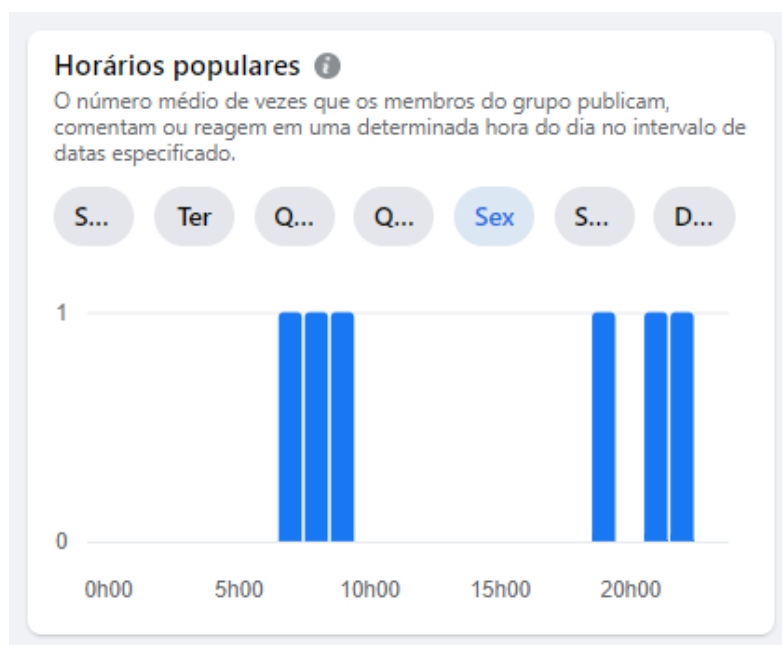 Horários populares
O número médio de vezes que os membros do grupo publicam,
comentam ou reagem em uma determinada hora do dia no intervalo de
datas especificado.
S... Ter Q... Q... Sex S... D...
1
0
0h00 5h00 10h00 15h00 20h00